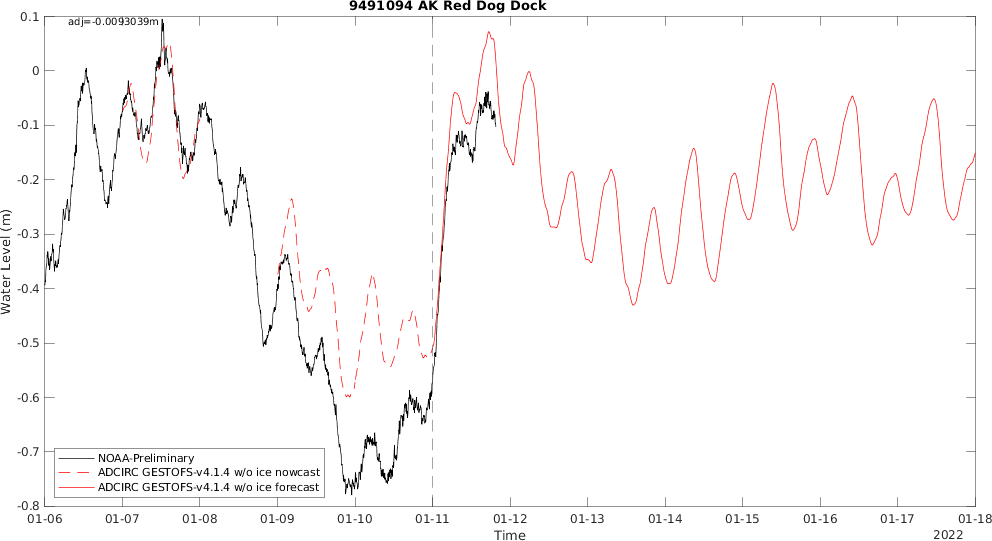 9491094 AK Red Dog Dock
adj=-0.0093039m
0.1
0
-0.1
-0.2
-0.3
-0.4
-0.5
-0.6
-0.7
-0.8
Water Level (m)
NOAA-Preliminary
ADCIRC GESTOFS-v4.1.4 w/o ice nowcast
ADCIRC GESTOFS-v4.1.4 w/o ice forecast
01-06 01-07 01-08 01-09 01-10 01-11 01-12 01-13 01-14 01-15 01-16 01-17 01-18
Time
2022